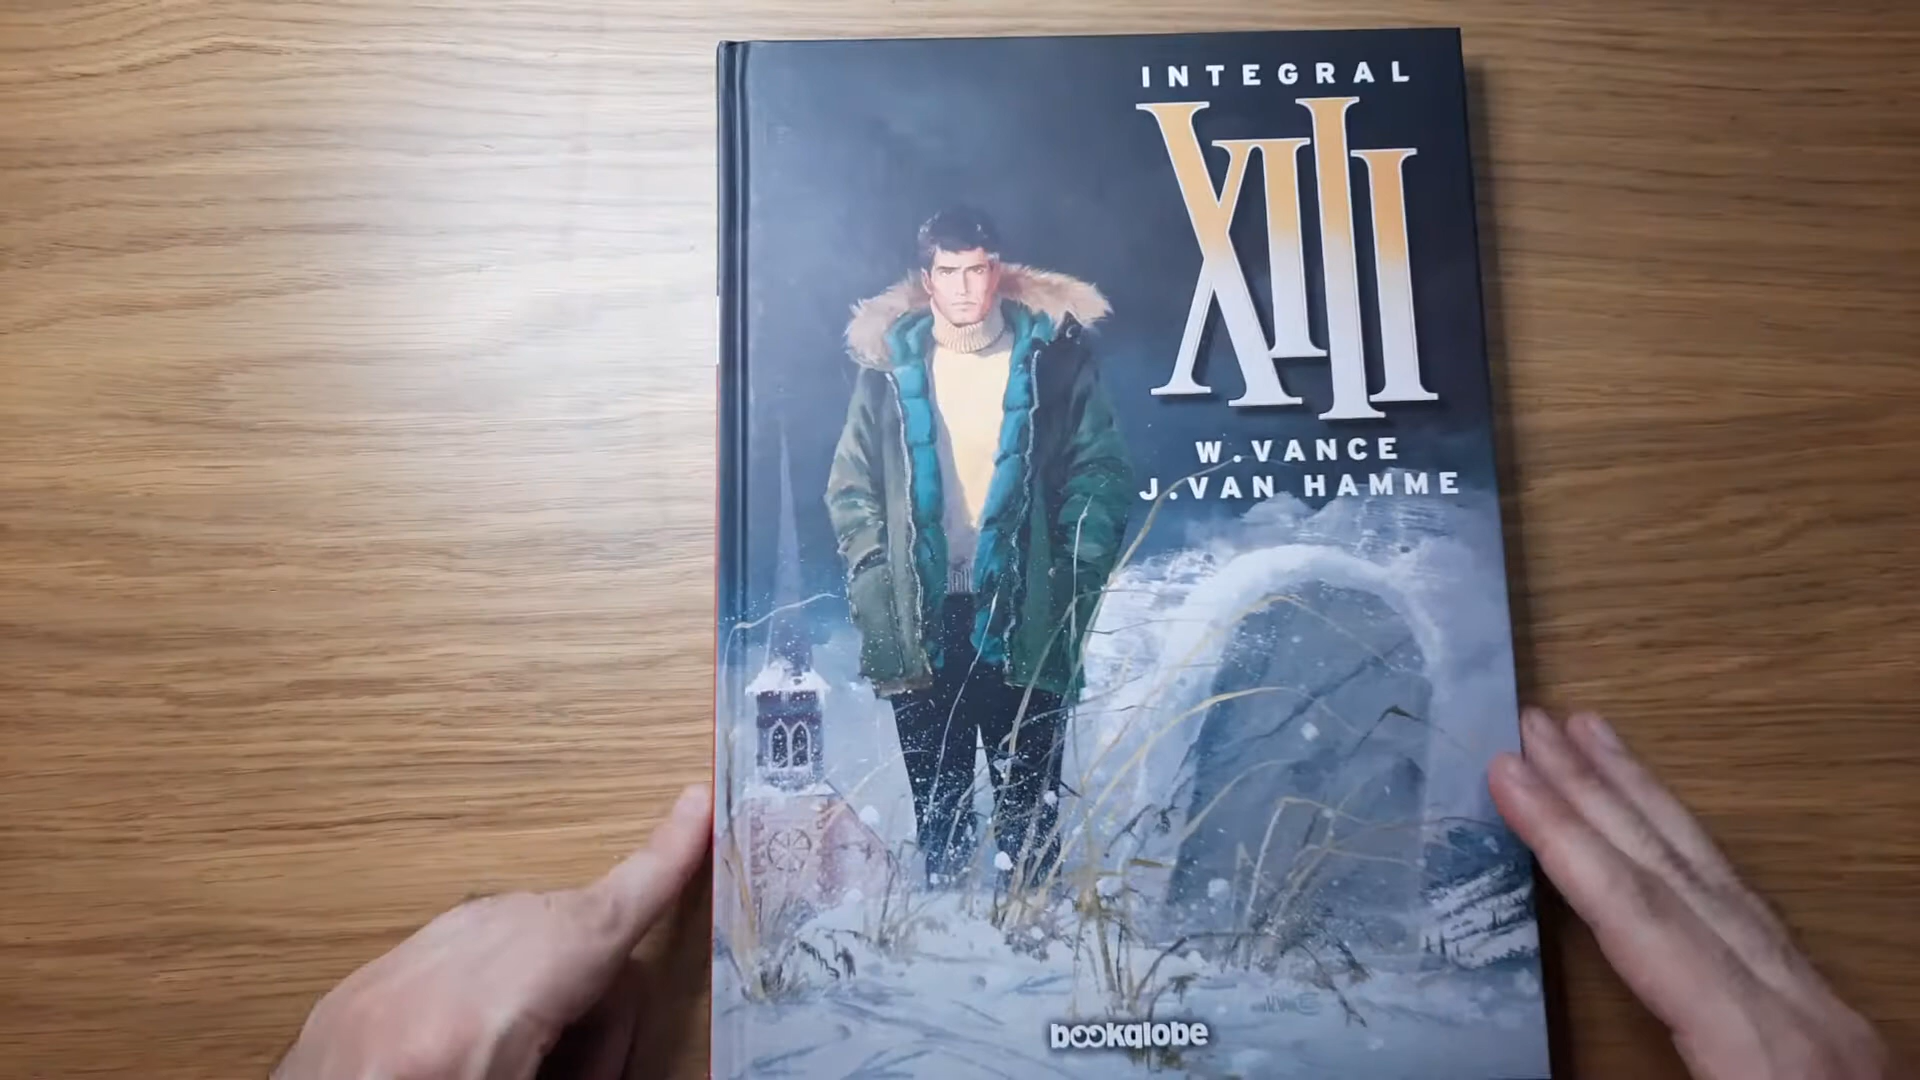 INTEGRAL
XIII
W.VANCE
J.VAN HAMME
bookglobe